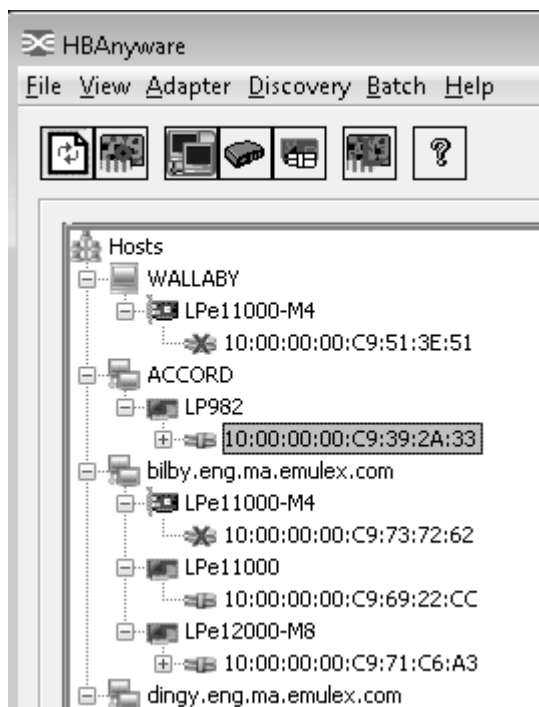 HBAnyware
File View Adapter Discovery Batch Help
?
Hosts
WALLABY
LPe11000-M4
10:00:00:00:C9:51:3E:51
ACCORD
LP982
10:00:00:00:C9:39:2A:33
bilby.eng.ma.emulex.com
LPe11000-M4
10:00:00:00:C9:73:72:62
LPe11000
10:00:00:00:C9:69:22:CC
LPe12000-M8
10:00:00:00:C9:71:C6:A3
dingy.eng.ma.emulex.com